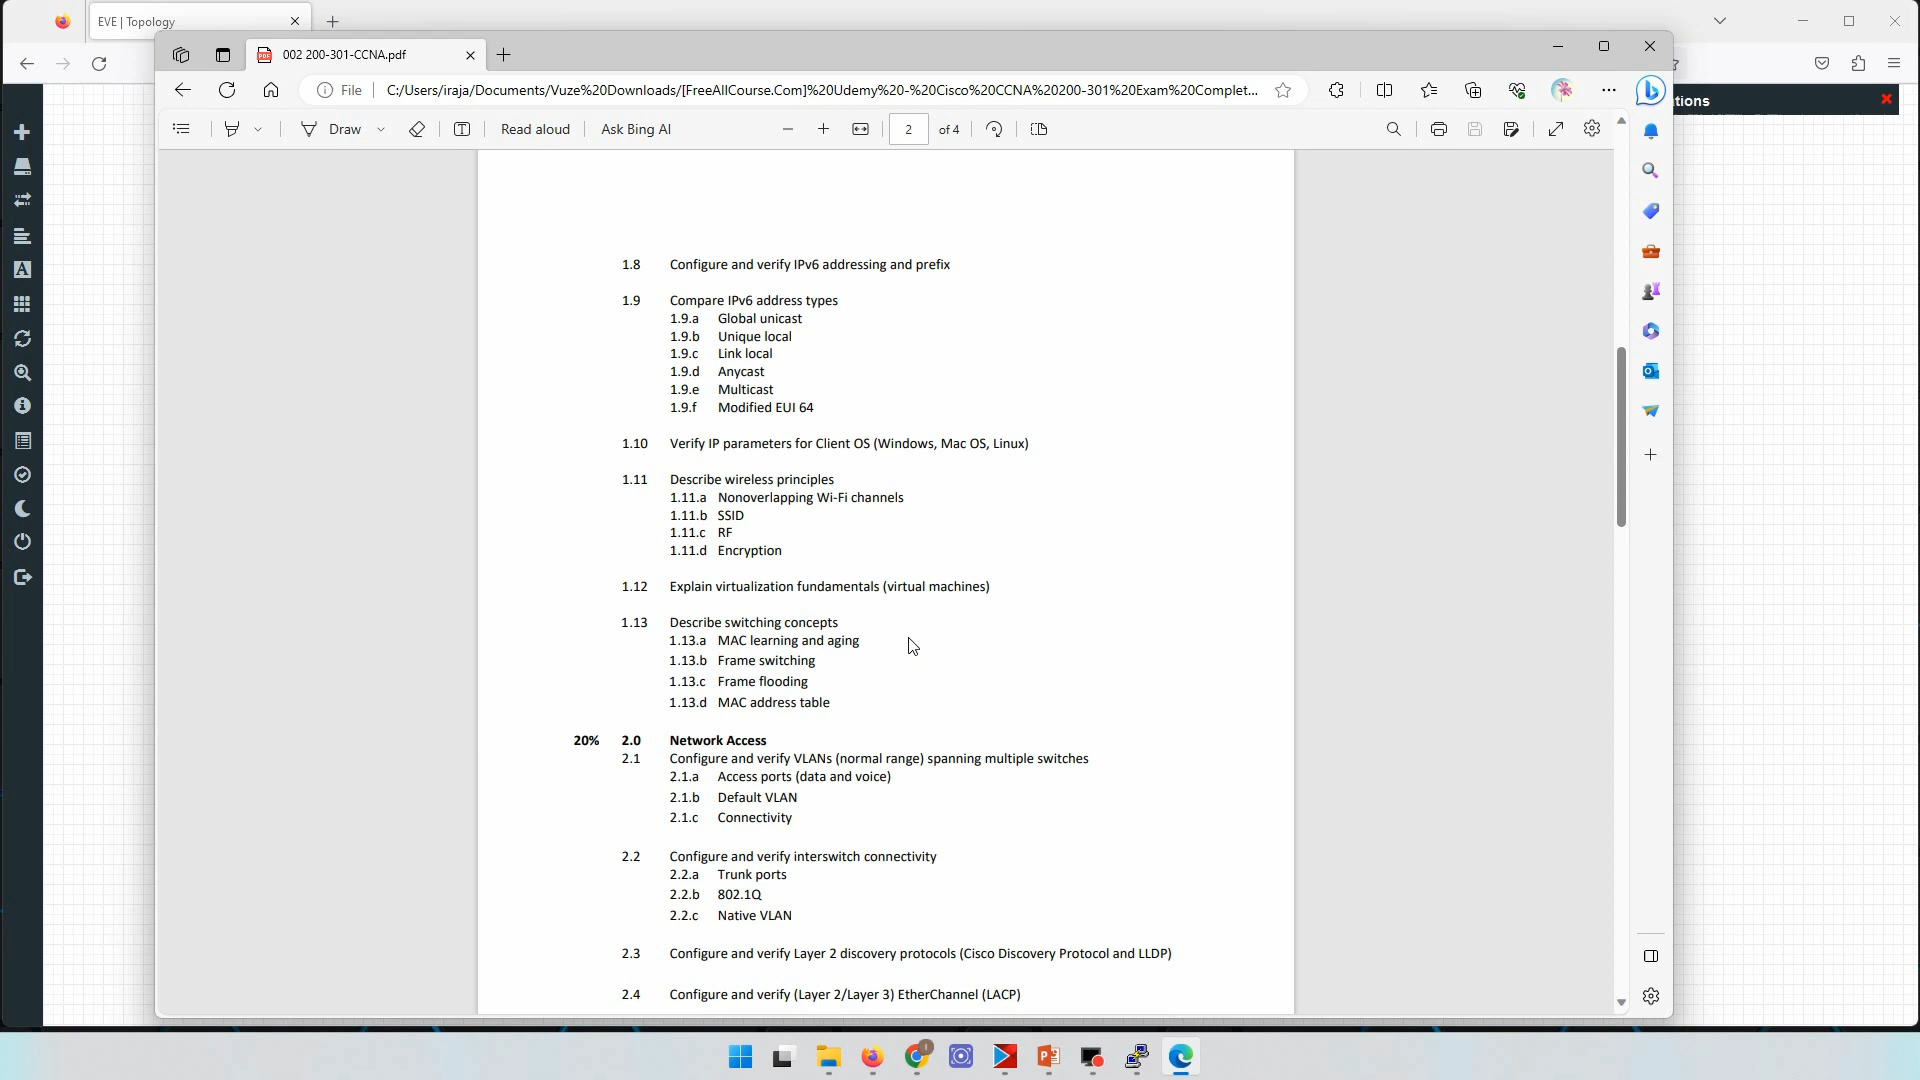 EVE | Topology
002 200-301-CCNA.pdf
File
C:/Users/iraja/Documents/Vuze%20Downloads/[FreeAllCourse.Com]%20Udemy%20-%20Cisco%20CCNA%20200-301%20Exam%20Complet...
tions
Draw
Read aloud
Ask Bing AI
2 of 4
1.8 Configure and verify IPv6 addressing and prefix
1.9 Compare IPv6 address types
1.9.a Global unicast
1.9.b Unique local
1.9.c Link local
1.9.d Anycast
1.9.e Multicast
1.9.f Modified EUI 64
1.10 Verify IP parameters for Client OS (Windows, Mac OS, Linux)
1.11 Describe wireless principles
1.11.a Nonoverlapping Wi-Fi channels
1.11.b SSID
1.11.c RF
1.11.d Encryption
1.12 Explain virtualization fundamentals (virtual machines)
1.13 Describe switching concepts
1.13.a MAC learning and aging
1.13.b Frame switching
1.13.c Frame flooding
1.13.d MAC address table
20% 2.0 Network Access
2.1 Configure and verify VLANs (normal range) spanning multiple switches
2.1.a Access ports (data and voice)
2.1.b Default VLAN
2.1.c Connectivity
2.2 Configure and verify interswitch connectivity
2.2.a Trunk ports
2.2.b 802.1Q
2.2.c Native VLAN
2.3 Configure and verify Layer 2 discovery protocols (Cisco Discovery Protocol and LLDP)
2.4 Configure and verify (Layer 2/Layer 3) EtherChannel (LACP)